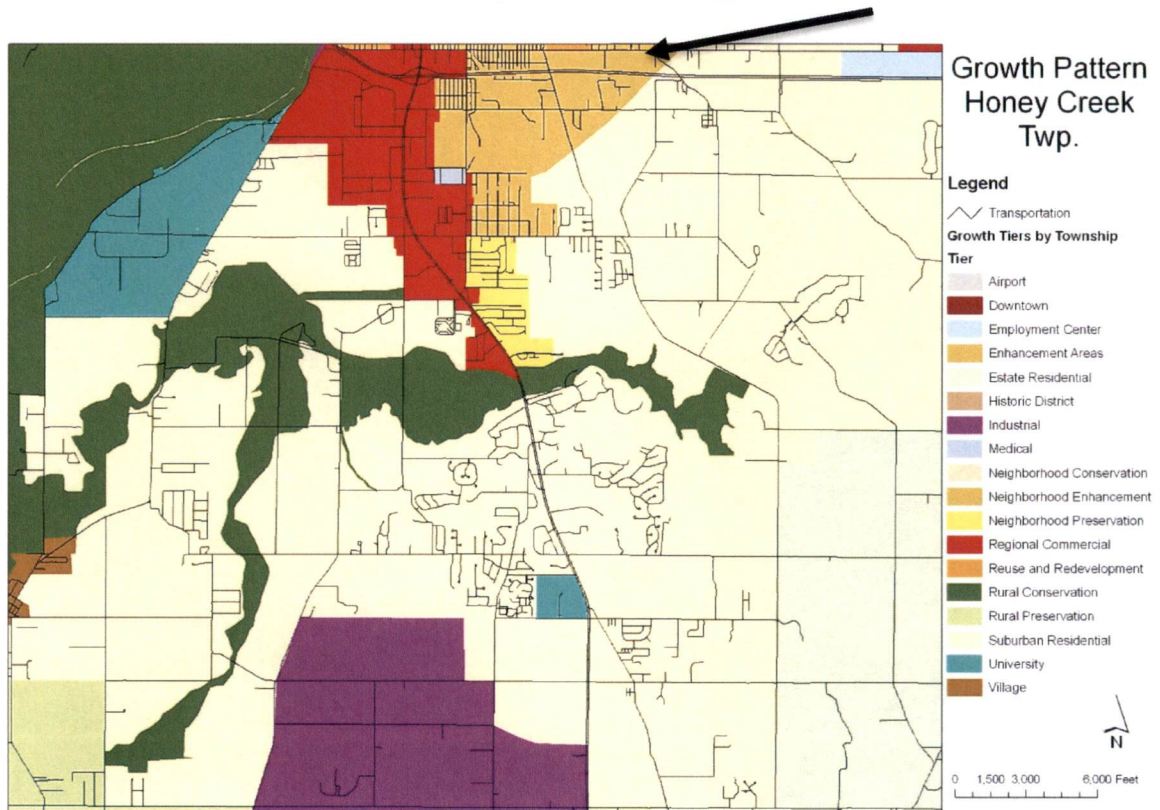 Growth Pattern
Honey Creek
Twp.
Legend
Transportation
Growth Tiers by Township
Tier
Airport
Downtown
Employment Center
Enhancement Areas
Estate Residential
Historic District
Industrial
Medical
Neighborhood Conservation
Neighborhood Enhancement
Neighborhood Preservation
Regional Commercial
Reuse and Redevelopment
Rural Conservation
Rural Preservation
Suburban Residential
University
Village
N
0 1,500 3,000 6,000 Feet